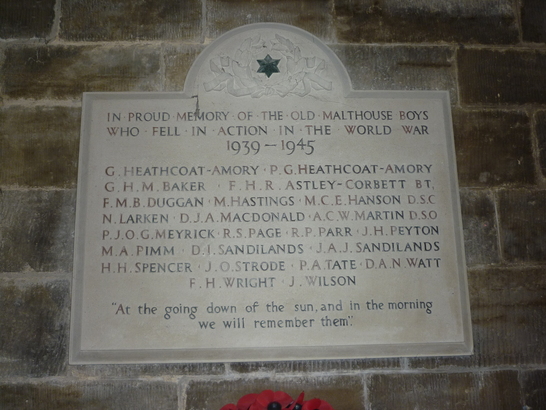 IN PROUD MEMORY OF THE OLD MALTHOUSE BOYS
WHO FELL IN ACTION IN THE WORLD WAR
1939-1945
G. HEATHCOAT-AMORY · P.G. HEATHCOAT-AMORY
G.H.M. BAKER · F.H.R. ASTLEY-CORBETT BT.
F.M.B. DUGGAN · M. HASTINGS · M.C.E. HANSON D.S.C
N. LARKEN · D.J.A. MACDONALD · A.C.W. MARTIN D.S.O
P.J.O.G. MEYRICK · R.S. PAGE · R.P. PARR · J.H. PEYTON
M.A. PIMM · D.I. SANDILANDS · J.A.J. SANDILANDS
H.H. SPENCER · J.O. STRODE · P.A. TATE · D.A.N. WATT
F.H. WRIGHT · J. WILSON
"At the going down of the sun, and in the morning
we will remember them".